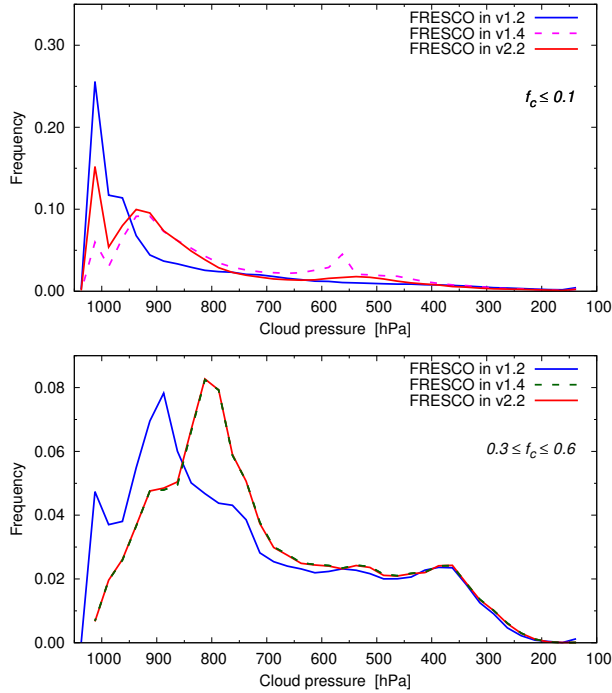 FRESCO in v1.2
FRESCO in v1.4
FRESCO in v2.2
f_c ≤ 0.1
Frequency
0.30
0.20
0.10
0.00
1000 900 800 700 600 500 400 300 200 100
Cloud pressure [hPa]
FRESCO in v1.2
FRESCO in v1.4
FRESCO in v2.2
0.3 ≤ f_c ≤ 0.6
Frequency
0.08
0.06
0.04
0.02
0.00
1000 900 800 700 600 500 400 300 200 100
Cloud pressure [hPa]